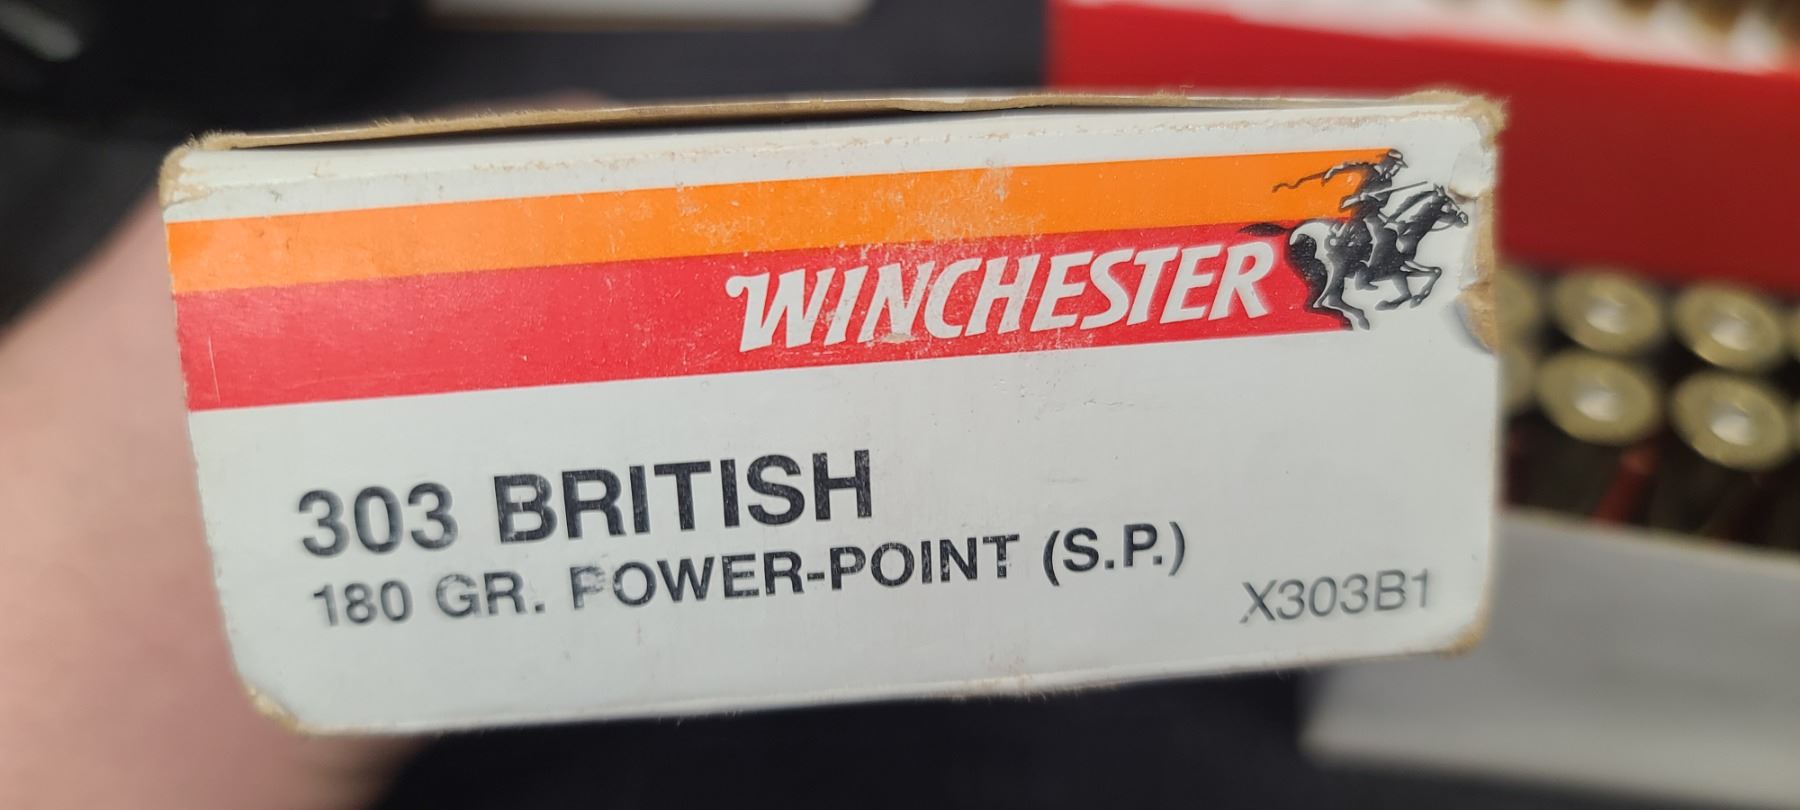 WINCHESTER
303 BRITISH
180 GR. POWER-POINT (S.P.)
X303B1